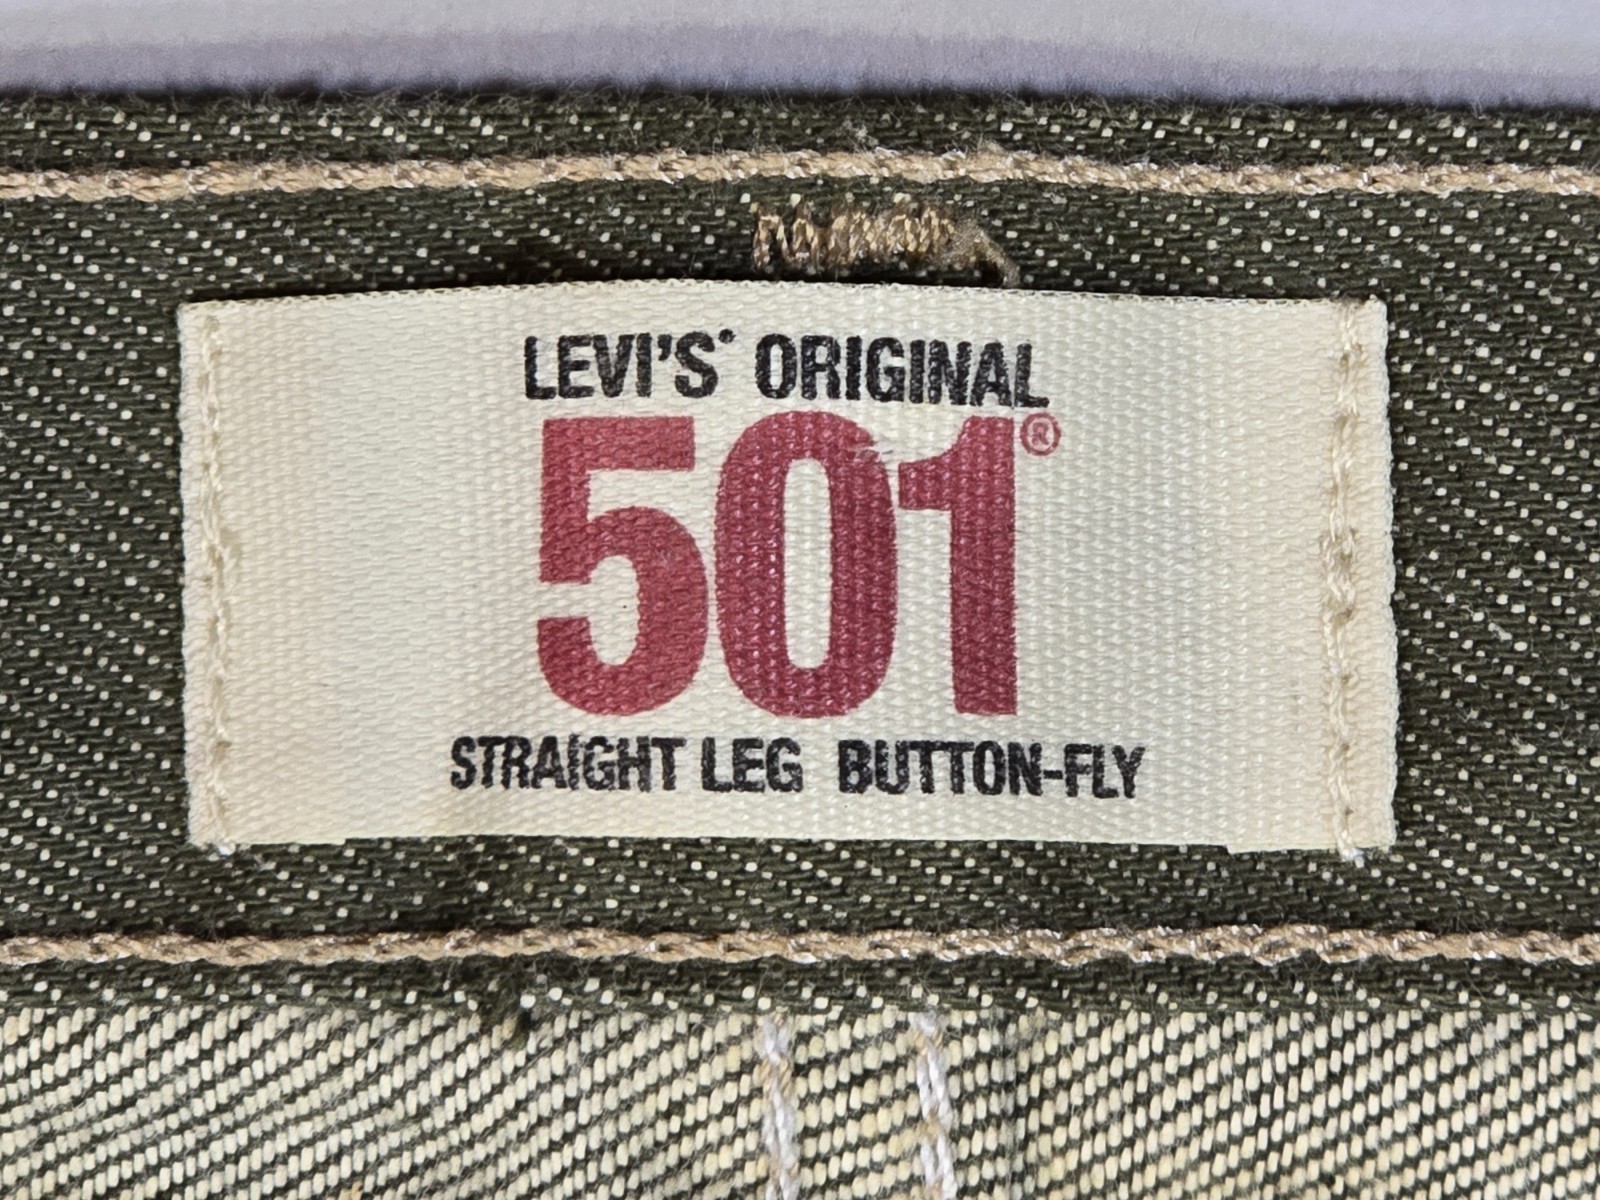 LEVI'S® ORIGINAL
501®
STRAIGHT LEG BUTTON-FLY